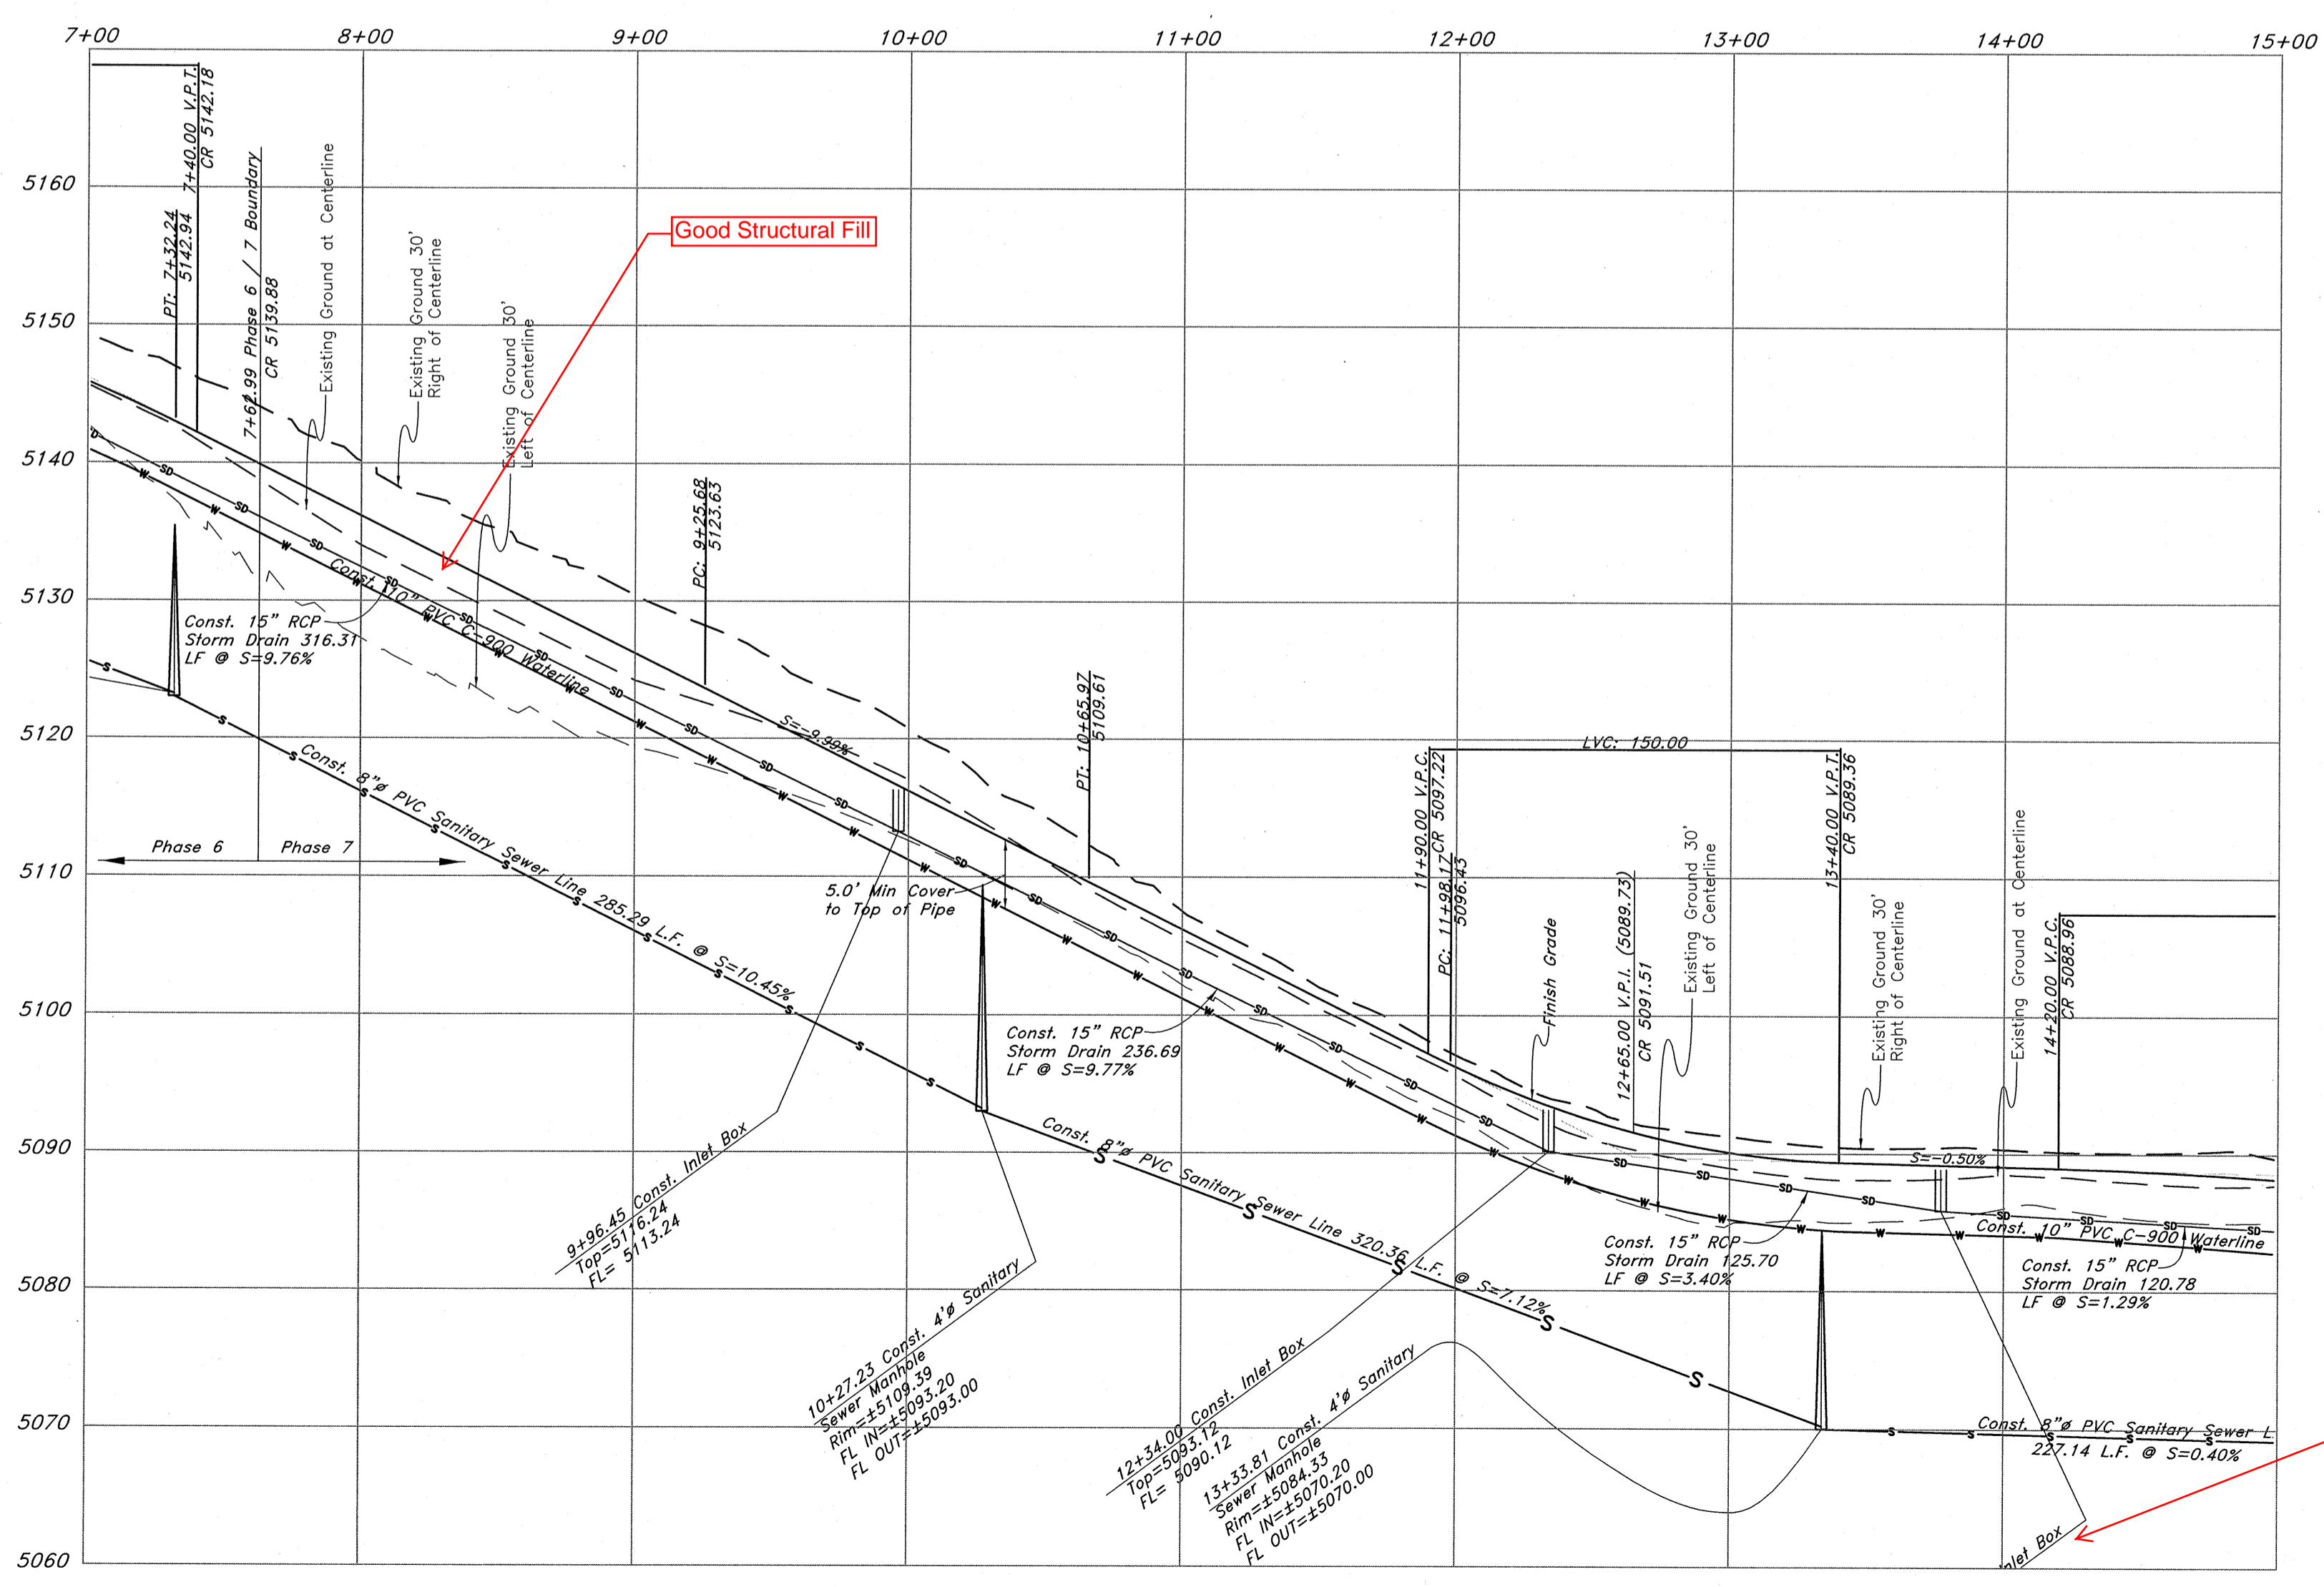 7+00
8+00
9+00
10+00
11+00
12+00
13+00
14+00
15+00
5160
5150
5140
5130
5120
5110
5100
5090
5080
5070
5060
PT: 7+32.24
5142.94
7+40.00 V.P.T.
CR 5142.18
7+62.99 Phase 6 / 7 Boundary
CR 5139.88
Existing Ground at Centerline
Existing Ground 30'
Right of Centerline
Existing Ground 30'
Left of Centerline
Good Structural Fill
PC: 9+25.68
5123.63
Const. 10" PVC C-900 Waterline
Const. 15" RCP
Storm Drain 316.31
LF @ S=9.76%
S=-9.99%
PT: 10+65.97
5109.61
Const. 8"ø PVC Sanitary Sewer Line 285.29 L.F. @ S=10.45%
Phase 6
Phase 7
5.0' Min Cover
to Top of Pipe
LVC: 150.00
11+90.00 V.P.C.
CR 5097.22
PC: 11+98.17
5096.43
Finish Grade
12+65.00 V.P.I. (5089.73)
CR 5091.51
Existing Ground 30'
Left of Centerline
13+40.00 V.P.T.
CR 5089.36
Existing Ground 30'
Right of Centerline
Existing Ground at Centerline
14+20.00 V.P.C.
CR 5088.96
Const. 15" RCP
Storm Drain 236.69
LF @ S=9.77%
S=-0.50%
Const. 8"ø PVC Sanitary Sewer Line 320.36 L.F. @ S=7.12%
9+96.45 Const. Inlet Box
Top=5116.24
FL= 5113.24
10+27.23 Const. 4'ø Sanitary
Sewer Manhole
Rim=±5109.39
FL IN=±5093.20
FL OUT=±5093.00
12+34.00 Const. Inlet Box
Top=5093.12
FL= 5090.12
13+33.81 Const. 4'ø Sanitary
Sewer Manhole
Rim=±5084.33
FL IN=±5070.20
FL OUT=±5070.00
Const. 15" RCP
Storm Drain 125.70
LF @ S=3.40%
Const. 10" PVC C-900 Waterline
Const. 15" RCP
Storm Drain 120.78
LF @ S=1.29%
Const. 8"ø PVC Sanitary Sewer L
227.14 L.F. @ S=0.40%
nlet Box
SD
W
S